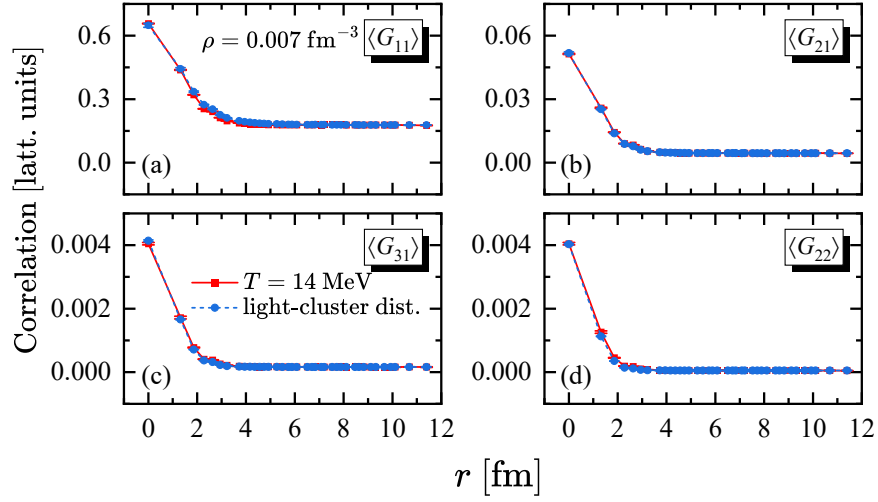 Correlation [latt. units]
0.6
0.3
0.0
ρ = 0.007 fm⁻³
⟨G₁₁⟩
(a)
0.06
0.03
0.00
⟨G₂₁⟩
(b)
0.004
0.002
0.000
⟨G₃₁⟩
T = 14 MeV
light-cluster dist.
(c)
0 2 4 6 8 10 12
0.004
0.002
0.000
⟨G₂₂⟩
(d)
0 2 4 6 8 10 12
r [fm]